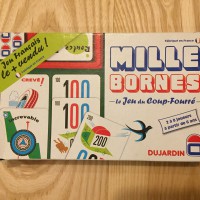 Jeu Français
le + vendu !
Fabriqué en France
MILLE
BORNES
Le Jeu du Coup-Fourré
CREVÉ !
100
100
200
increvable
2 à 8 joueurs
à partir de 6 ans
DUJARDIN